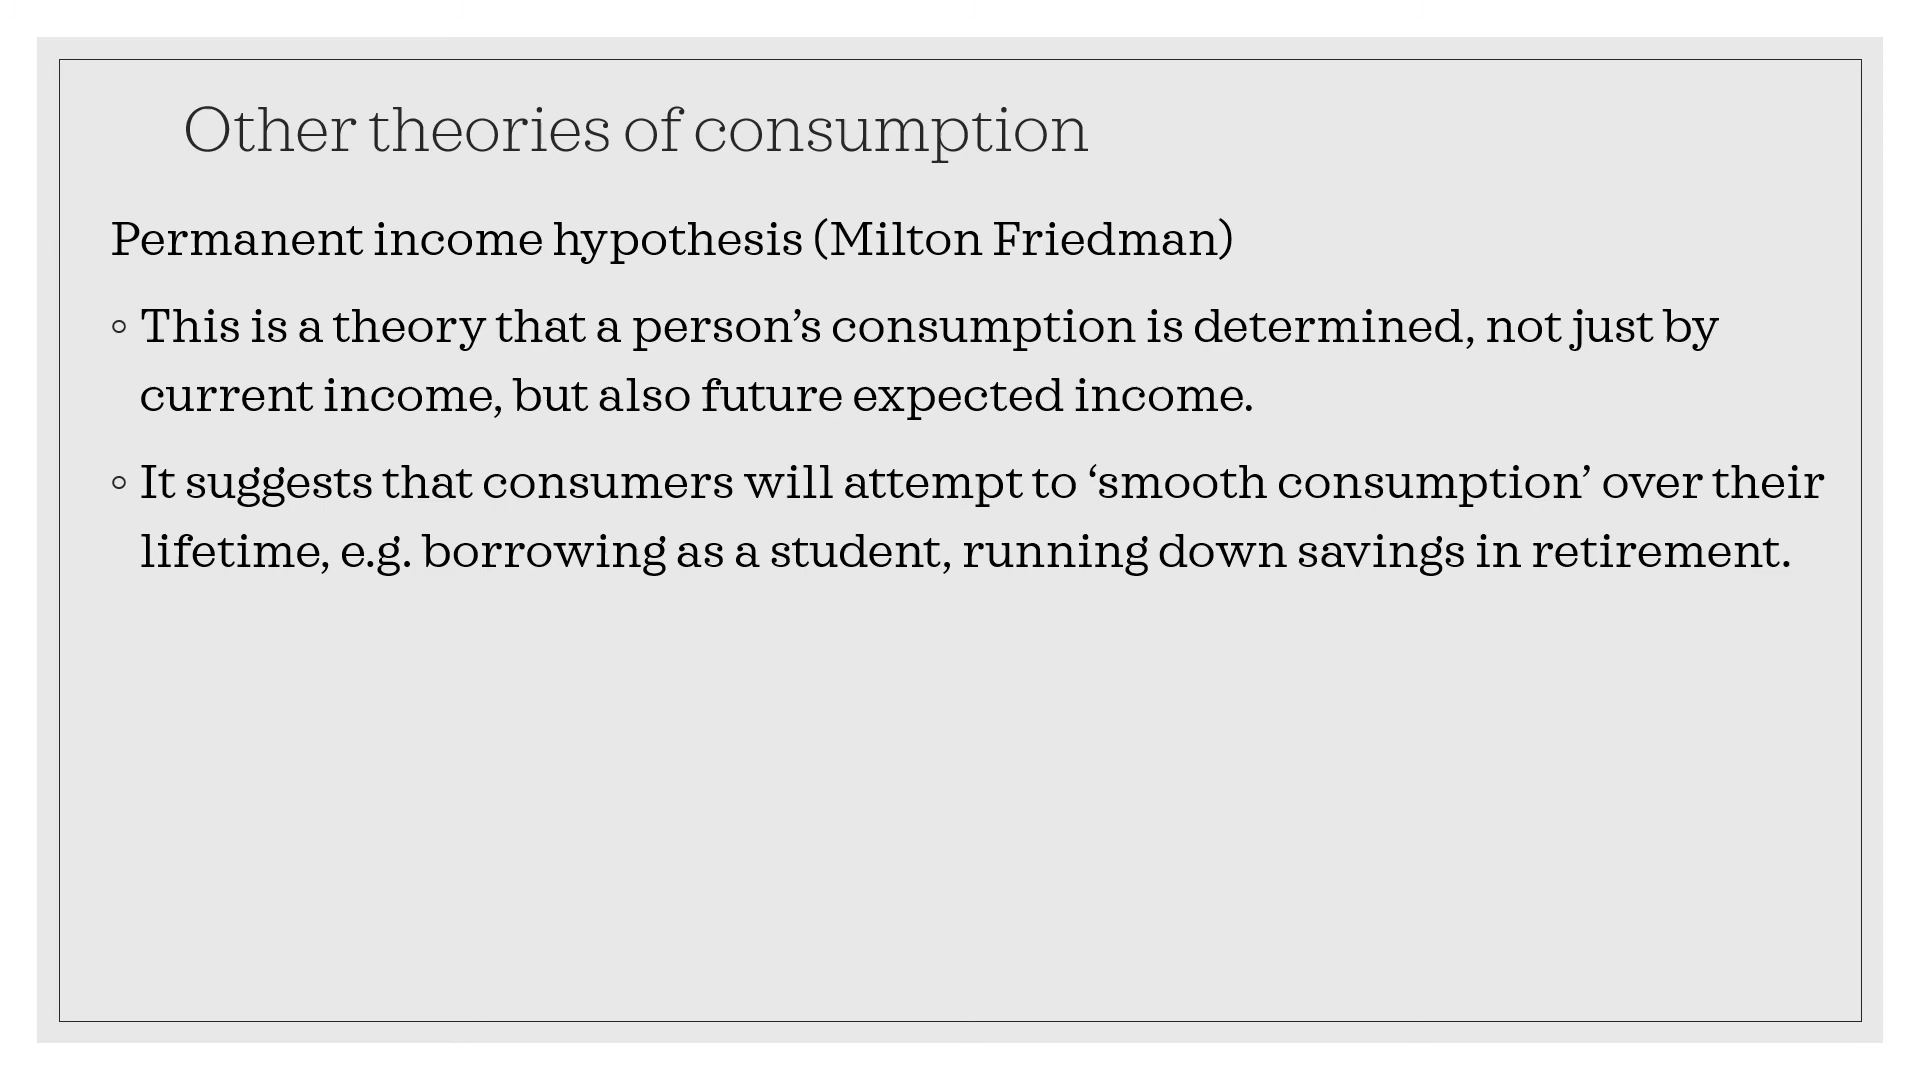 Other theories of consumption
Permanent income hypothesis (Milton Friedman)
◦ This is a theory that a person’s consumption is determined, not just by
current income, but also future expected income.
◦ It suggests that consumers will attempt to ‘smooth consumption’ over their
lifetime, e.g. borrowing as a student, running down savings in retirement.